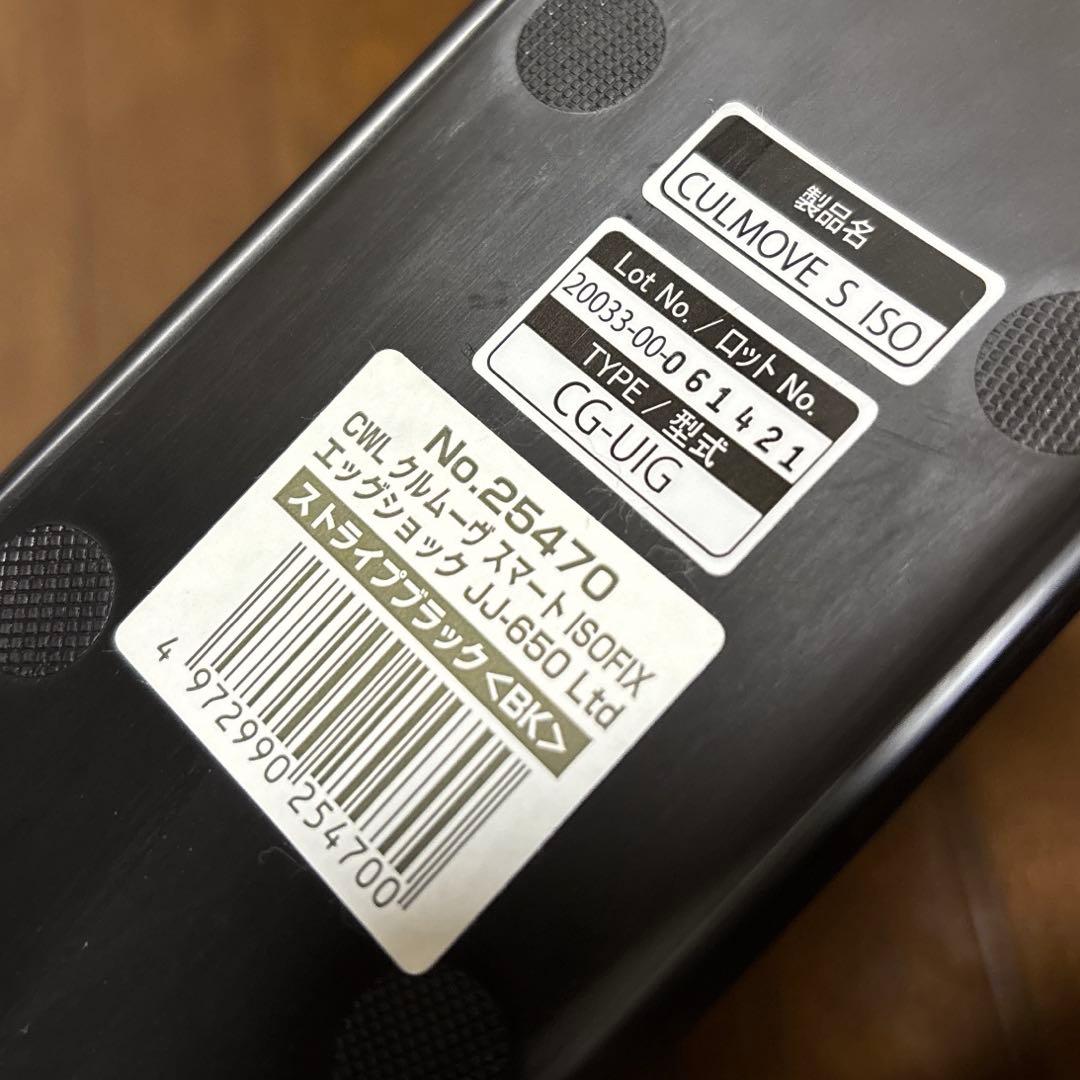 製品名
CULMOVE S ISO
Lot No. / ロット No.
20033-00-061421
TYPE / 型式
CG-UIG
No.25470
CWL クルムーヴ スマート ISOFIX
エッグショック JJ-650 Ltd
ストライプブラック <BK>
4 972990 254700